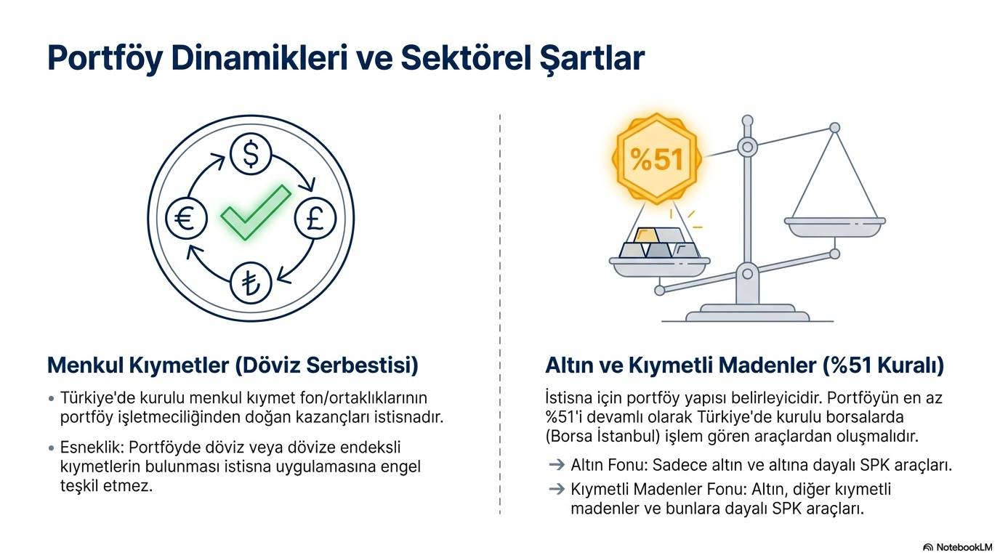 Portföy Dinamikleri ve Sektörel Şartlar
$
€
£
₺
%51
Menkul Kıymetler (Döviz Serbestisi)
• Türkiye'de kurulu menkul kıymet fon/ortaklıklarının
portföy işletmeciliğinden doğan kazançları istisnadır.
• Esneklik: Portföyde döviz veya dövize endeksli
kıymetlerin bulunması istisna uygulamasına engel
teşkil etmez.
Altın ve Kıymetli Madenler (%51 Kuralı)
İstisna için portföy yapısı belirleyicidir. Portföyün en az
%51'i devamlı olarak Türkiye'de kurulu borsalarda
(Borsa İstanbul) işlem gören araçlardan oluşmalıdır.
→ Altın Fonu: Sadece altın ve altına dayalı SPK araçları.
→ Kıymetli Madenler Fonu: Altın, diğer kıymetli
madenler ve bunlara dayalı SPK araçları.
NotebookLM